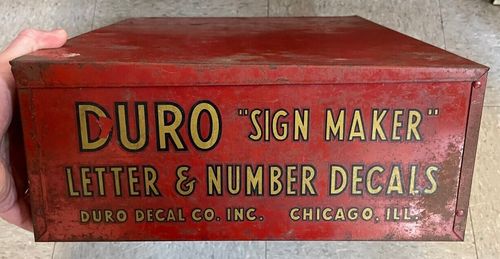 DURO "SIGN MAKER"
LETTER & NUMBER DECALS
DURO DECAL CO. INC. CHICAGO, ILL.